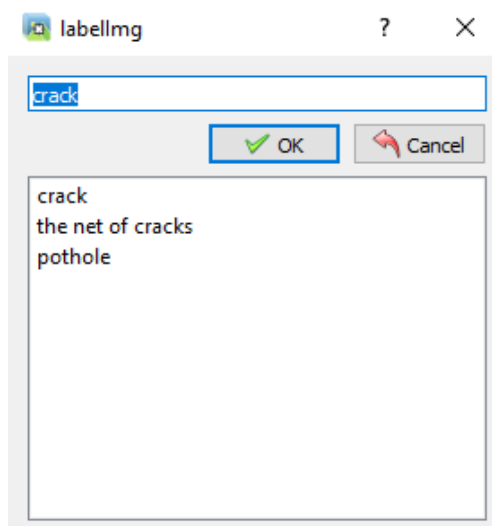 labelImg
?
crack
OK
Cancel
crack
the net of cracks
pothole